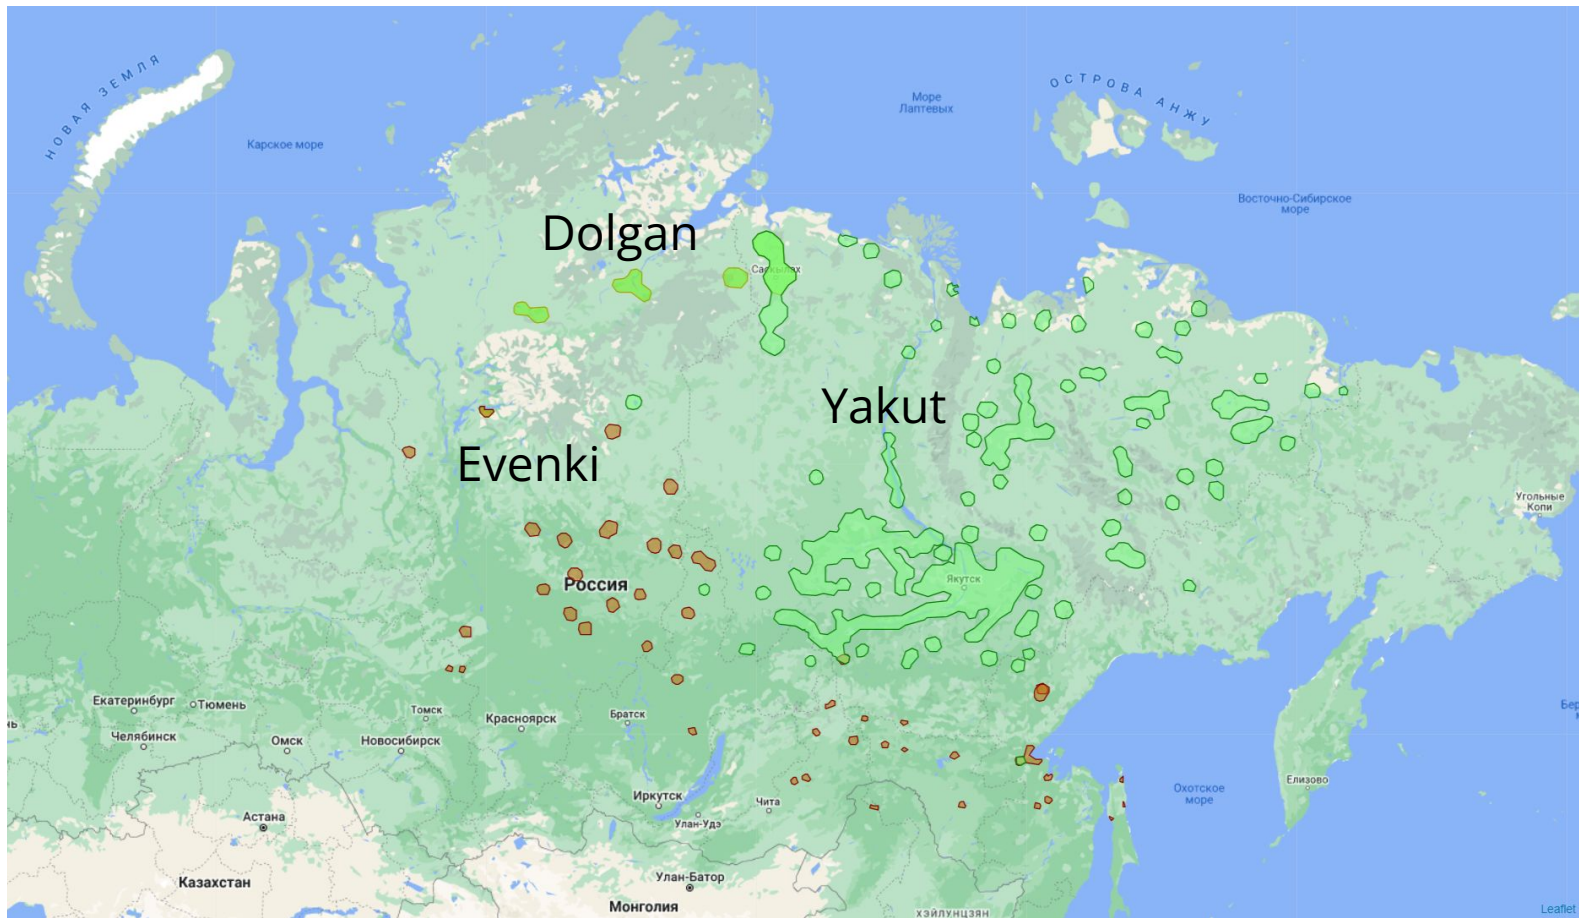 НОВАЯ ЗЕМЛЯ
Карское море
Море
Лаптевых
ОСТРОВА АНЖУ
Восточно-Сибирское
море
Dolgan
Саскылах
Yakut
Evenki
Угольные
Копи
Якутск
Россия
Екатеринбург
Тюмень
Томск
Красноярск
Братск
Челябинск
Омск
Новосибирск
Иркутск
Чита
Улан-Удэ
Охотское
море
Елизово
Астана
Казахстан
Улан-Батор
Монголия
ХЭЙЛУНЦЗЯН
Leaflet